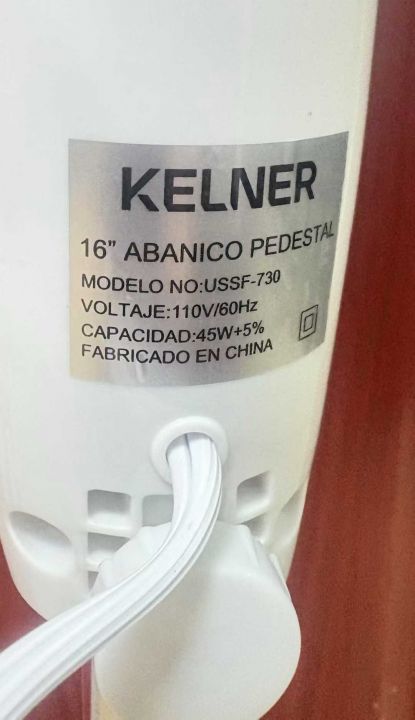 KELNER
16” ABANICO PEDESTAL
MODELO NO:USSF-730
VOLTAJE:110V/60Hz
CAPACIDAD:45W+5%
FABRICADO EN CHINA